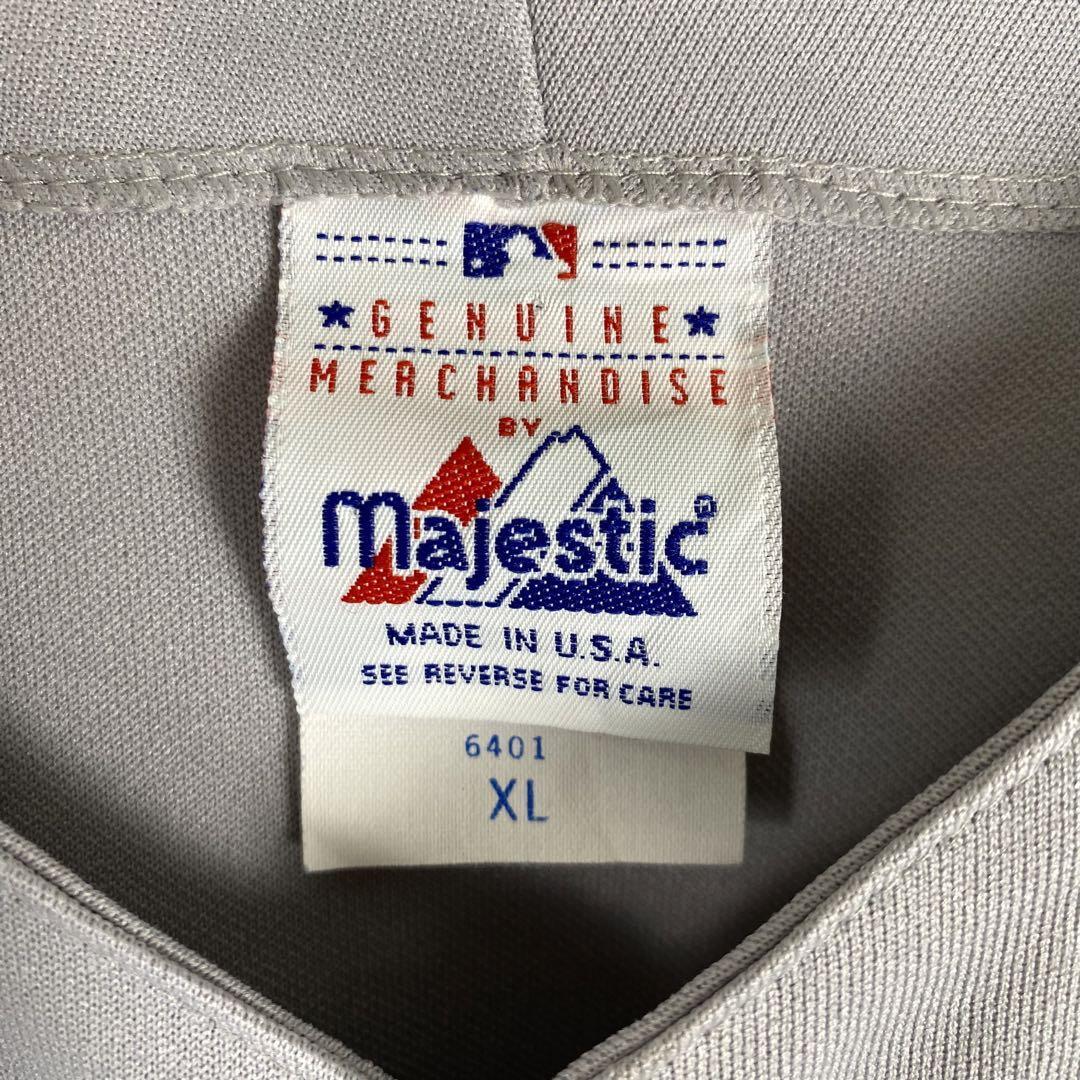 GENUINE
MERCHANDISE
BY
Majestic®
MADE IN U.S.A.
SEE REVERSE FOR CARE
6401
XL